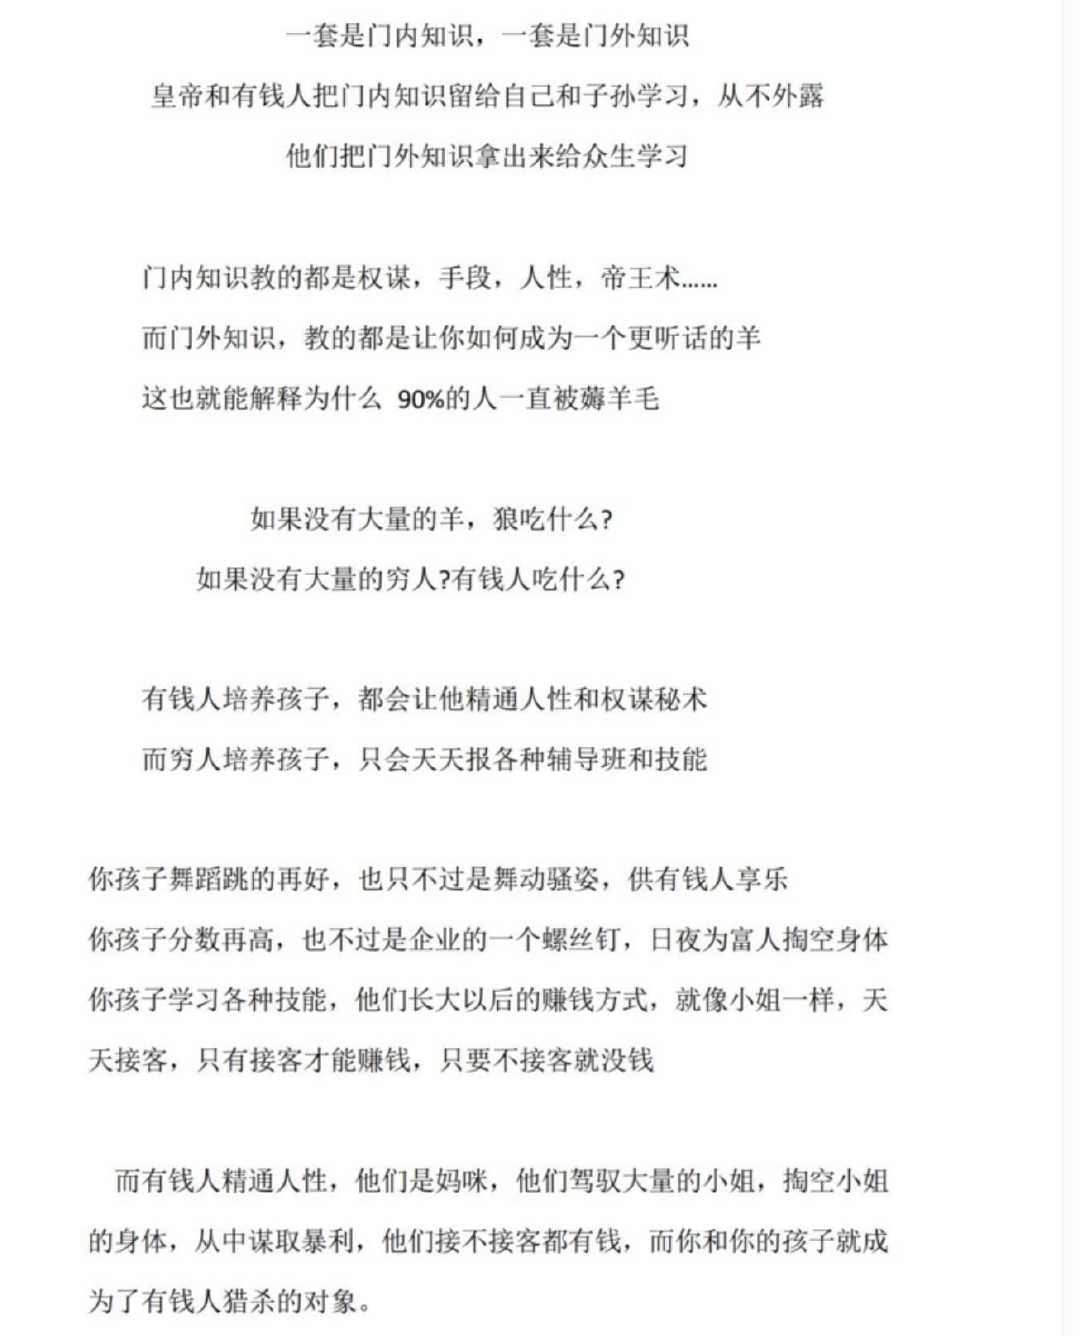 一套是门内知识，一套是门外知识
皇帝和有钱人把门内知识留给自己和子孙学习，从不外露
他们把门外知识拿出来给众生学习
门内知识教的都是权谋，手段，人性，帝王术……
而门外知识，教的都是让你如何成为一个更听话的羊
这也就能解释为什么 90%的人一直被薅羊毛
如果没有大量的羊，狼吃什么?
如果没有大量的穷人?有钱人吃什么?
有钱人培养孩子，都会让他精通人性和权谋秘术
而穷人培养孩子，只会天天报各种辅导班和技能
你孩子舞蹈跳的再好，也只不过是舞动骚姿，供有钱人享乐
你孩子分数再高，也不过是企业的一个螺丝钉，日夜为富人掏空身体
你孩子学习各种技能，他们长大以后的赚钱方式，就像小姐一样，天
天接客，只有接客才能赚钱，只要不接客就没钱
而有钱人精通人性，他们是妈咪，他们驾驭大量的小姐，掏空小姐
的身体，从中谋取暴利，他们接不接客都有钱，而你和你的孩子就成
为了有钱人猎杀的对象。